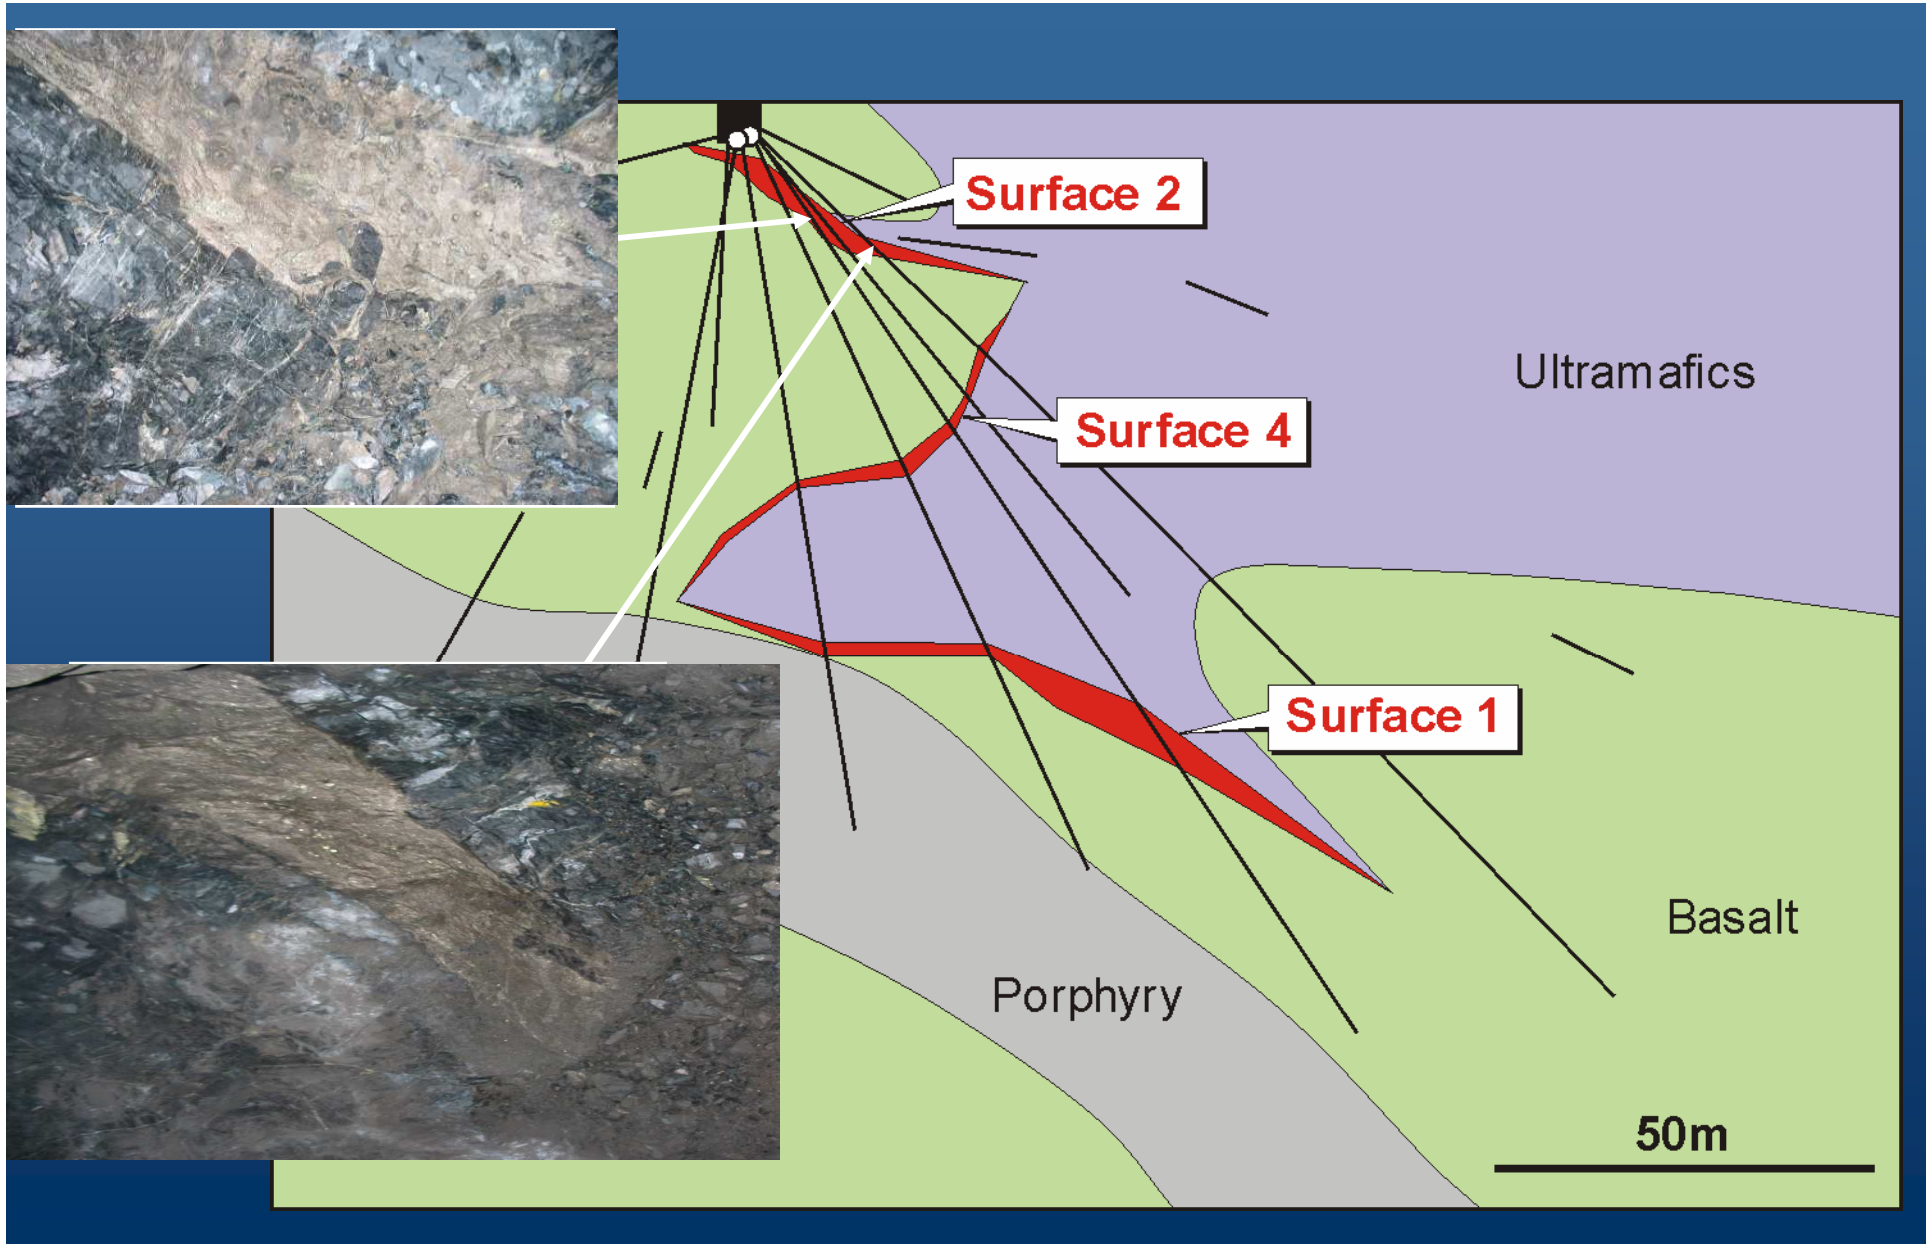 Surface 2
Ultramafics
Surface 4
Surface 1
Basalt
Porphyry
50m